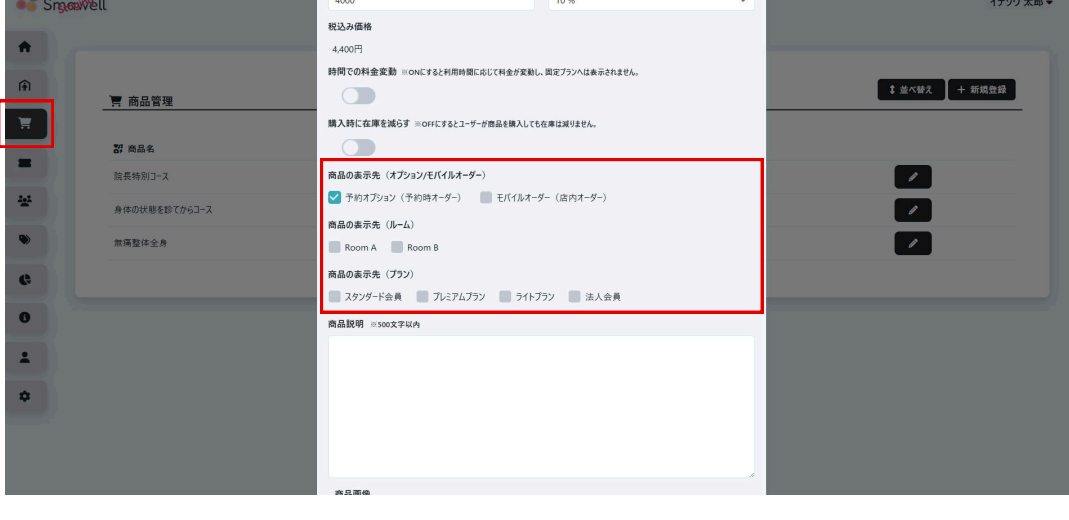 4000
10 %
税込み価格
4,400円
時間での料金変動 ※ONにすると利用時間に応じて料金が変動し、固定プランへは表示されません。
並べ替え
+ 新規登録
商品管理
購入時に在庫を減らす ※OFFにするとユーザーが商品を購入しても在庫は減りません。
商品名
商品の表示先(オプション/モバイルオーダー)
院長特別コース
予約オプション(予約時オーダー)
モバイルオーダー(店内オーダー)
身体の状態を診てからコース
商品の表示先(ルーム)
無痛整体全身
Room A
Room B
商品の表示先(プラン)
スタンダード会員
プレミアムプラン
ライトプラン
法人会員
商品説明 ※500文字以内
商品画像